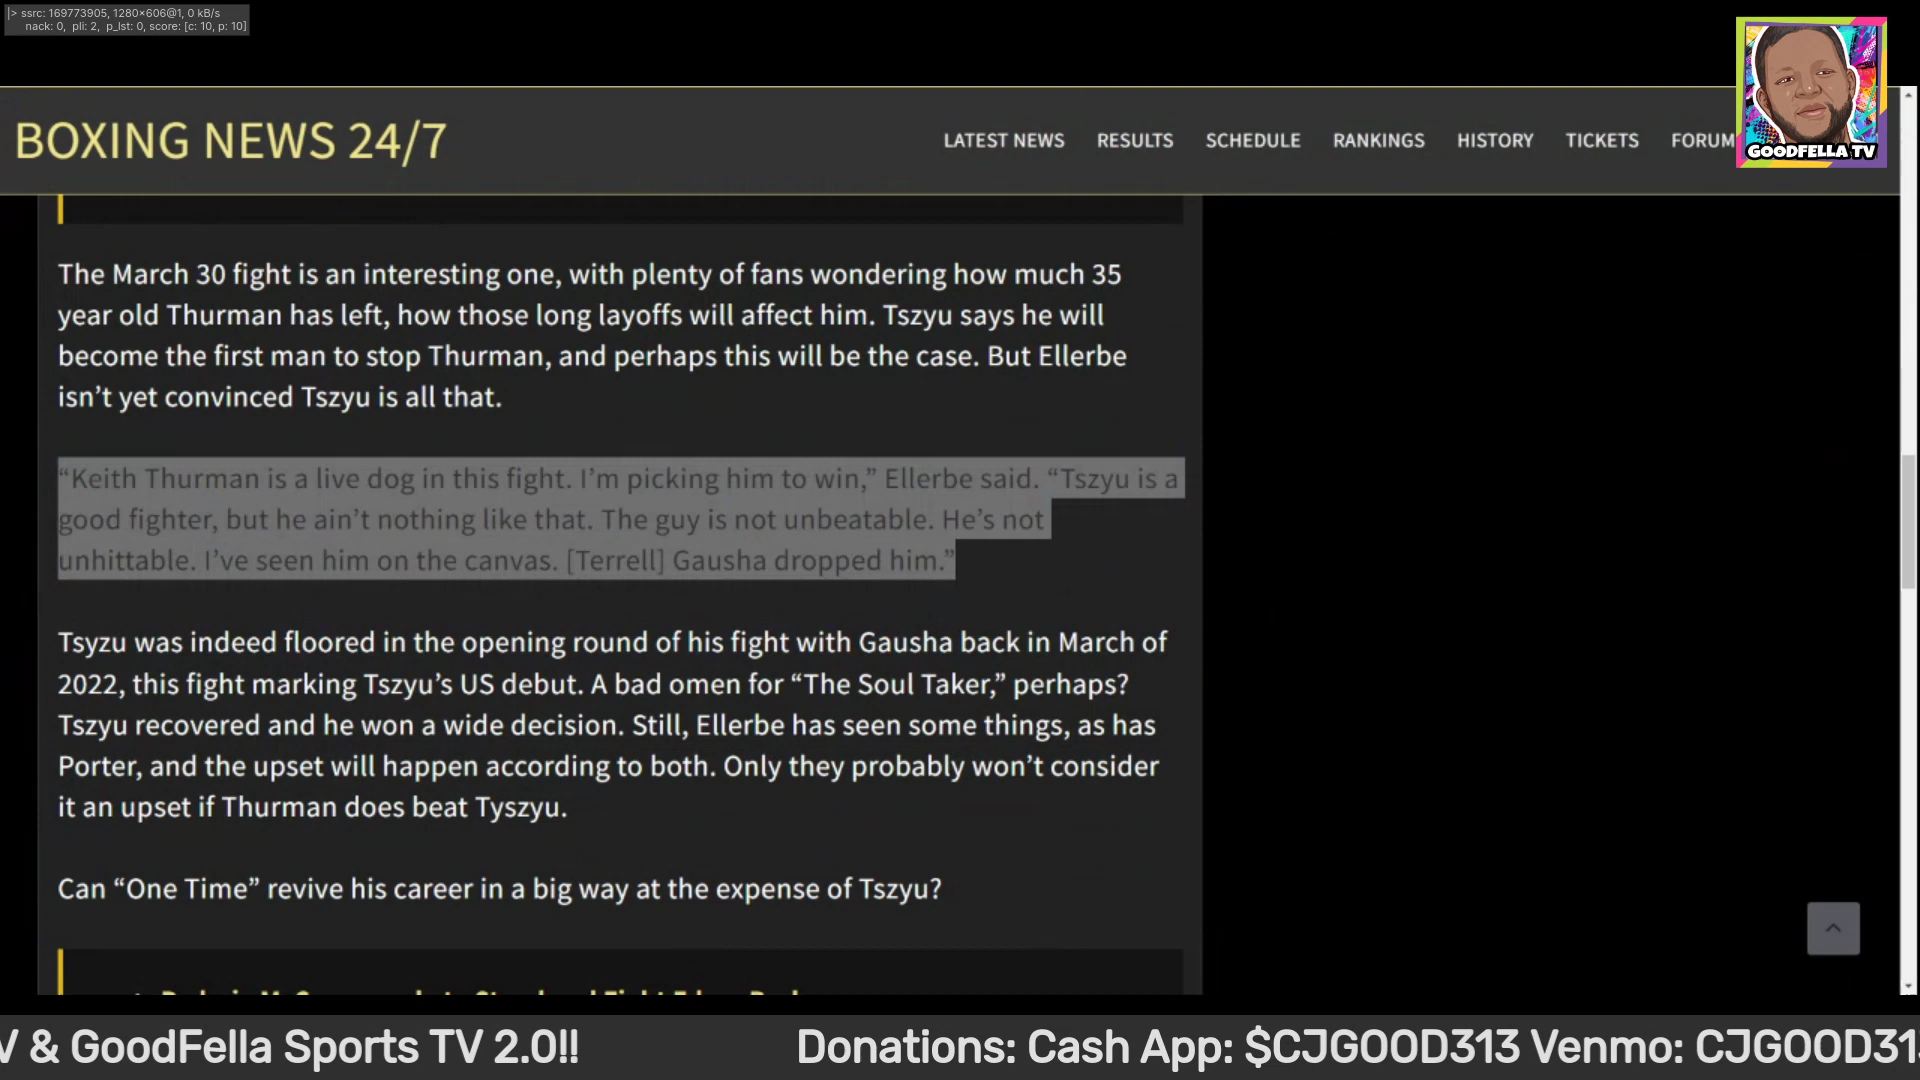 |> ssrc: 169773905, 1280×606@1, 0 kB/s
nack: 0, pli: 2, p_lst: 0, score: [c: 10, p: 10]
GOODFELLA TV
BOXING NEWS 24/7
LATEST NEWS RESULTS SCHEDULE RANKINGS HISTORY TICKETS FORUM
The March 30 fight is an interesting one, with plenty of fans wondering how much 35
year old Thurman has left, how those long layoffs will affect him. Tszyu says he will
become the first man to stop Thurman, and perhaps this will be the case. But Ellerbe
isn’t yet convinced Tszyu is all that.
“Keith Thurman is a live dog in this fight. I’m picking him to win,” Ellerbe said. “Tszyu is a
good fighter, but he ain’t nothing like that. The guy is not unbeatable. He’s not
unhittable. I’ve seen him on the canvas. [Terrell] Gausha dropped him.”
Tsyzu was indeed floored in the opening round of his fight with Gausha back in March of
2022, this fight marking Tszyu’s US debut. A bad omen for “The Soul Taker,” perhaps?
Tszyu recovered and he won a wide decision. Still, Ellerbe has seen some things, as has
Porter, and the upset will happen according to both. Only they probably won’t consider
it an upset if Thurman does beat Tyszyu.
Can “One Time” revive his career in a big way at the expense of Tszyu?
V & GoodFella Sports TV 2.0!! Donations: Cash App: $CJGOOD313 Venmo: CJGOOD31